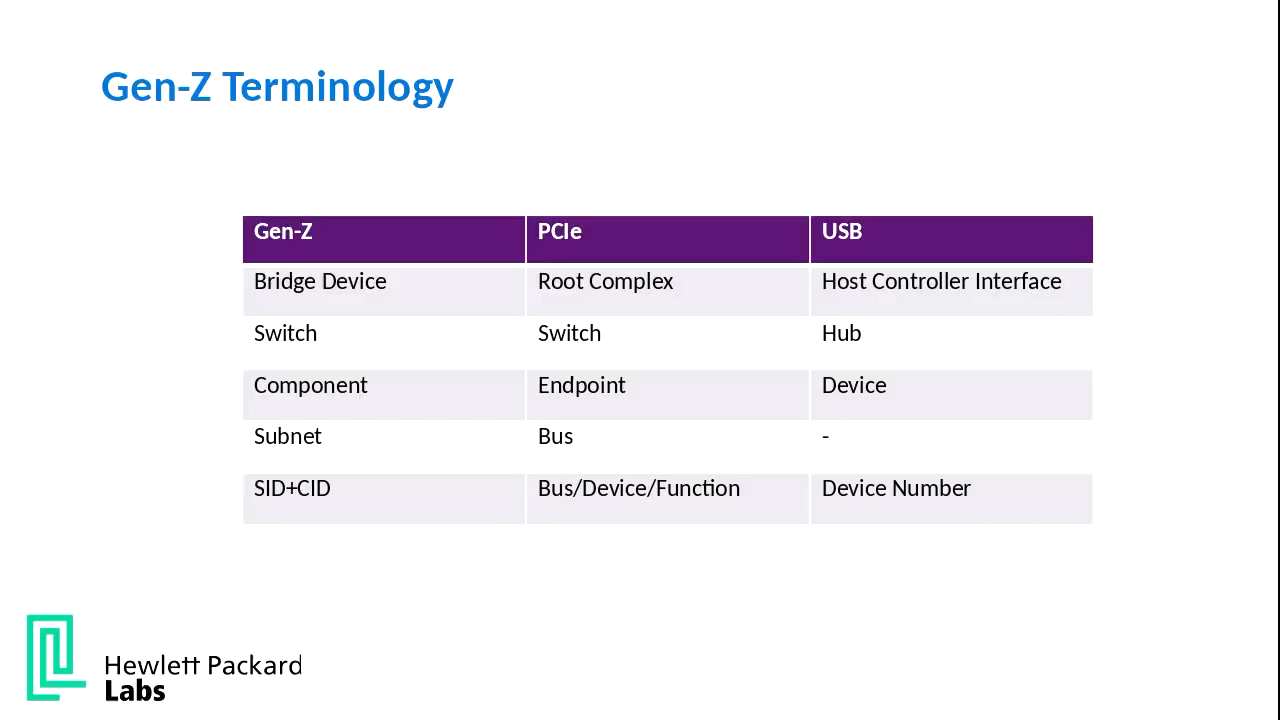 Gen-Z Terminology
Gen-Z PCIe USB
Bridge Device Root Complex Host Controller Interface
Switch Switch Hub
Component Endpoint Device
Subnet Bus -
SID+CID Bus/Device/Function Device Number
Hewlett Packard
Labs